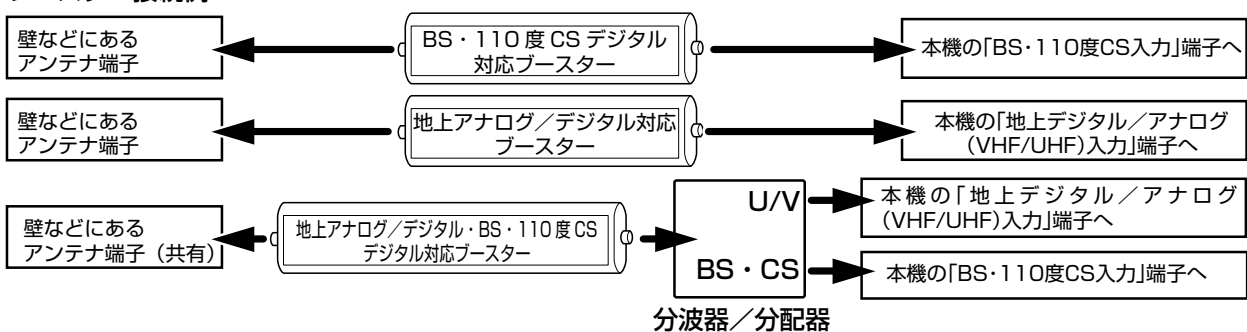 壁などにある
アンテナ端子
BS・110度CSデジタル
対応ブースター
本機の｢BS･110度CS入力｣端子へ
壁などにある
アンテナ端子
地上アナログ／デジタル対応
ブースター
本機の｢地上デジタル／アナログ
(VHF/UHF)入力｣端子へ
壁などにある
アンテナ端子（共有）
地上アナログ／デジタル・BS・110度CS
デジタル対応ブースター
U/V
BS・CS
分波器／分配器
本機の｢地上デジタル／アナログ
(VHF/UHF)入力｣端子へ
本機の｢BS･110度CS入力｣端子へ